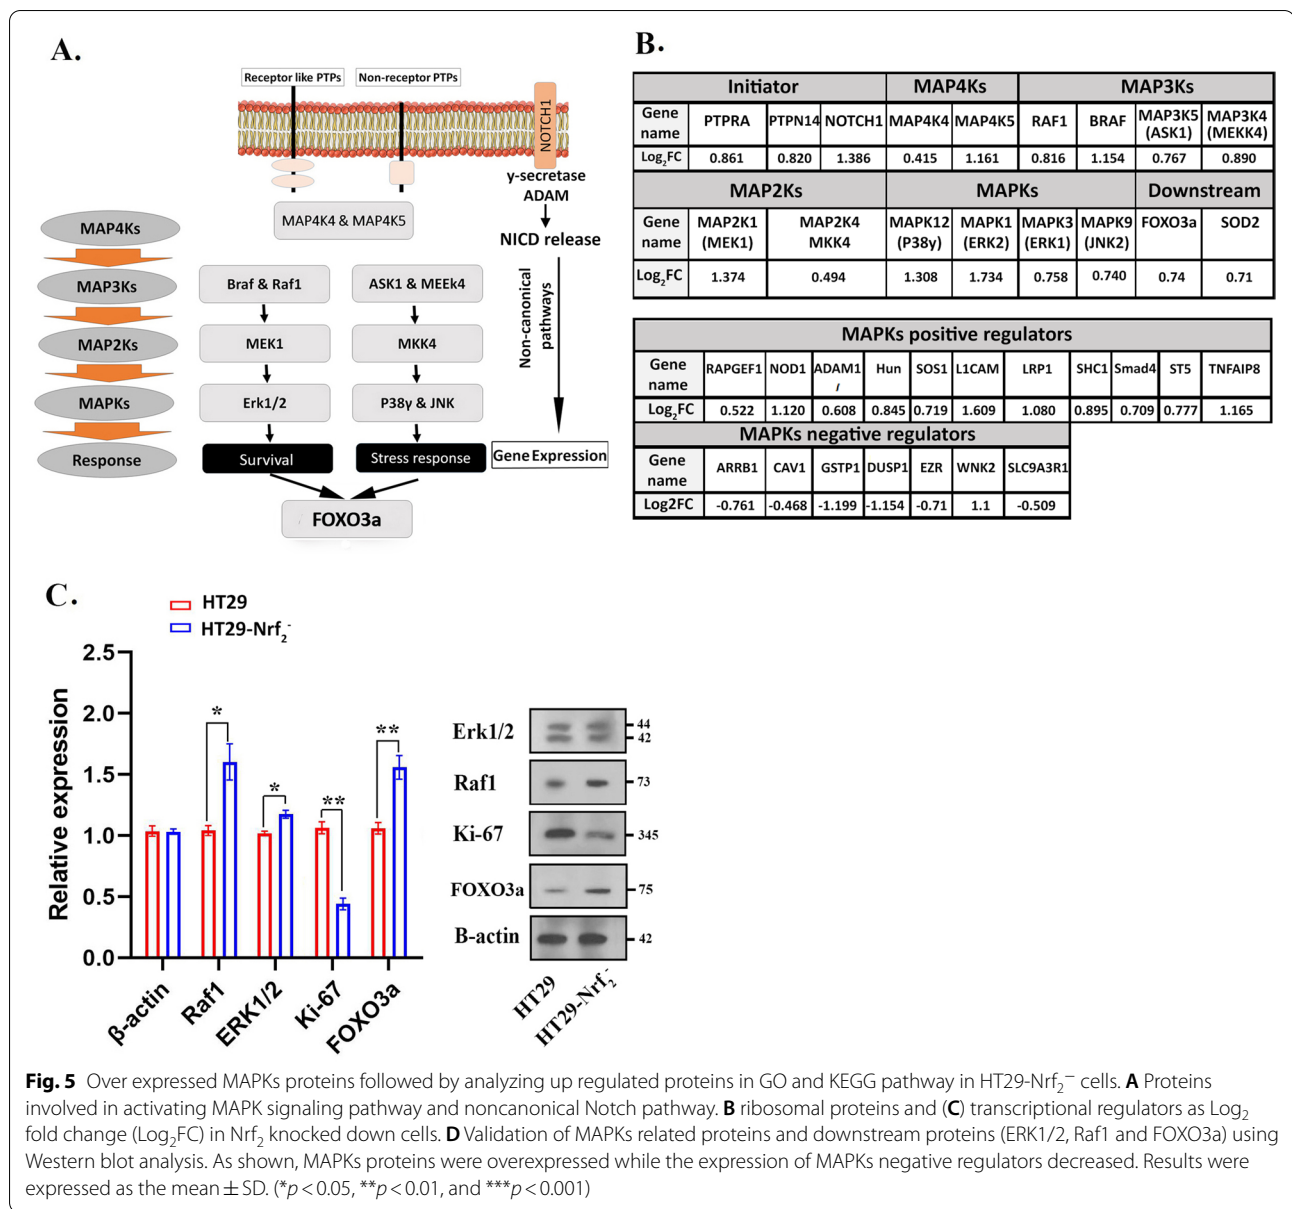 A.
Receptor like PTPs
Non-receptor PTPs
NOTCH1
γ-secretase
ADAM
MAP4K4 & MAP4K5
NICD release
MAP4Ks
MAP3Ks
Braf & Raf1
ASK1 & MEEk4
Non-canonical
pathways
MAP2Ks
MEK1
MKK4
MAPKs
Erk1/2
P38γ & JNK
Response
Survival
Stress response
Gene Expression
FOXO3a
B.
Initiator MAP4Ks MAP3Ks
Gene name PTPRA PTPN14 NOTCH1 MAP4K4 MAP4K5 RAF1 BRAF MAP3K5 (ASK1) MAP3K4 (MEKK4)
Log2FC 0.861 0.820 1.386 0.415 1.161 0.816 1.154 0.767 0.890
MAP2Ks MAPKs Downstream
Gene name MAP2K1 (MEK1) MAP2K4 MKK4 MAPK12 (P38γ) MAPK1 (ERK2) MAPK3 (ERK1) MAPK9 (JNK2) FOXO3a SOD2
Log2FC 1.374 0.494 1.308 1.734 0.758 0.740 0.74 0.71
MAPKs positive regulators
Gene name RAPGEF1 NOD1 ADAM1 Hun SOS1 L1CAM LRP1 SHC1 Smad4 ST5 TNFAIP8
Log2FC 0.522 1.120 0.608 0.845 0.719 1.609 1.080 0.895 0.709 0.777 1.165
MAPKs negative regulators
Gene name ARRB1 CAV1 GSTP1 DUSP1 EZR WNK2 SLC9A3R1
Log2FC -0.761 -0.468 -1.199 -1.154 -0.71 1.1 -0.509
C.
HT29
HT29-Nrf2-
Relative expression
2.5
2.0
1.5
1.0
0.5
0.0
*
*
**
**
β-actin
Raf1
ERK1/2
Ki-67
FOXO3a
Erk1/2 44
42
Raf1 73
Ki-67 345
FOXO3a 75
B-actin 42
HT29
HT29-Nrf2-
Fig. 5 Over expressed MAPKs proteins followed by analyzing up regulated proteins in GO and KEGG pathway in HT29-Nrf2− cells. A Proteins
involved in activating MAPK signaling pathway and noncanonical Notch pathway. B ribosomal proteins and (C) transcriptional regulators as Log2
fold change (Log2FC) in Nrf2 knocked down cells. D Validation of MAPKs related proteins and downstream proteins (ERK1/2, Raf1 and FOXO3a) using
Western blot analysis. As shown, MAPKs proteins were overexpressed while the expression of MAPKs negative regulators decreased. Results were
expressed as the mean ± SD. (*p < 0.05, **p < 0.01, and ***p < 0.001)